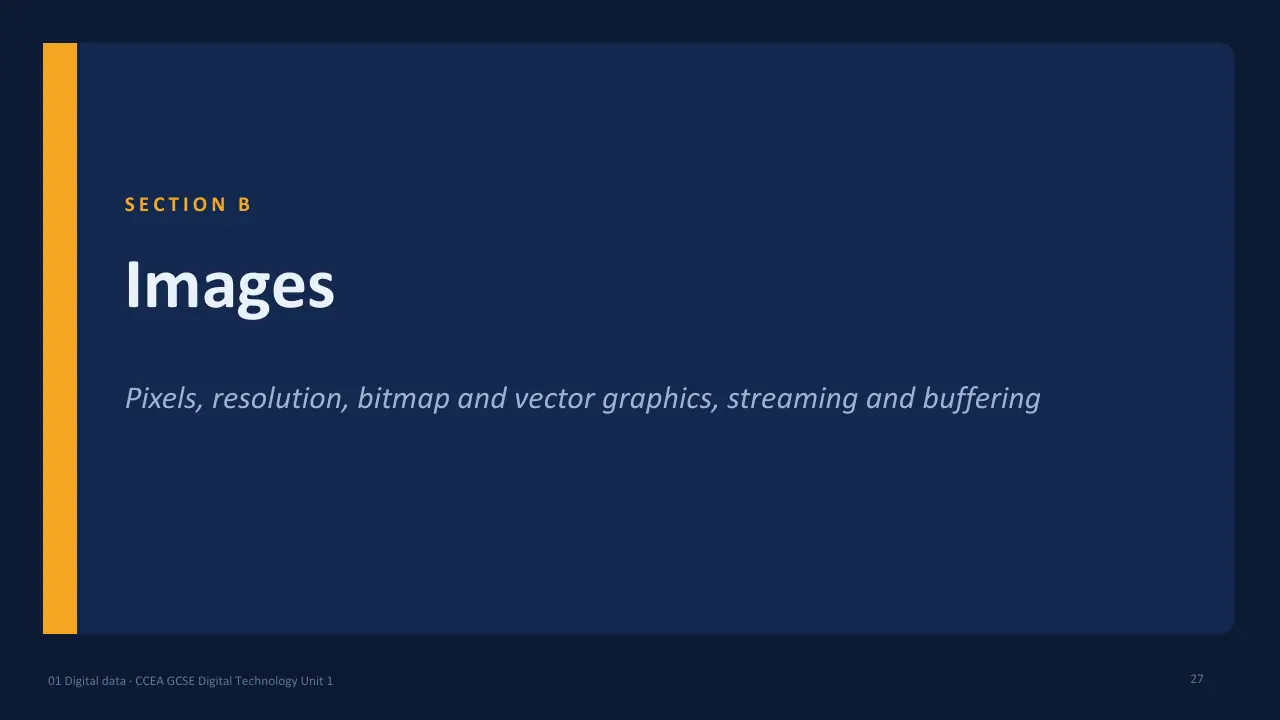 SECTION B
Images
Pixels, resolution, bitmap and vector graphics, streaming and buffering
01 Digital data · CCEA GCSE Digital Technology Unit 1
27